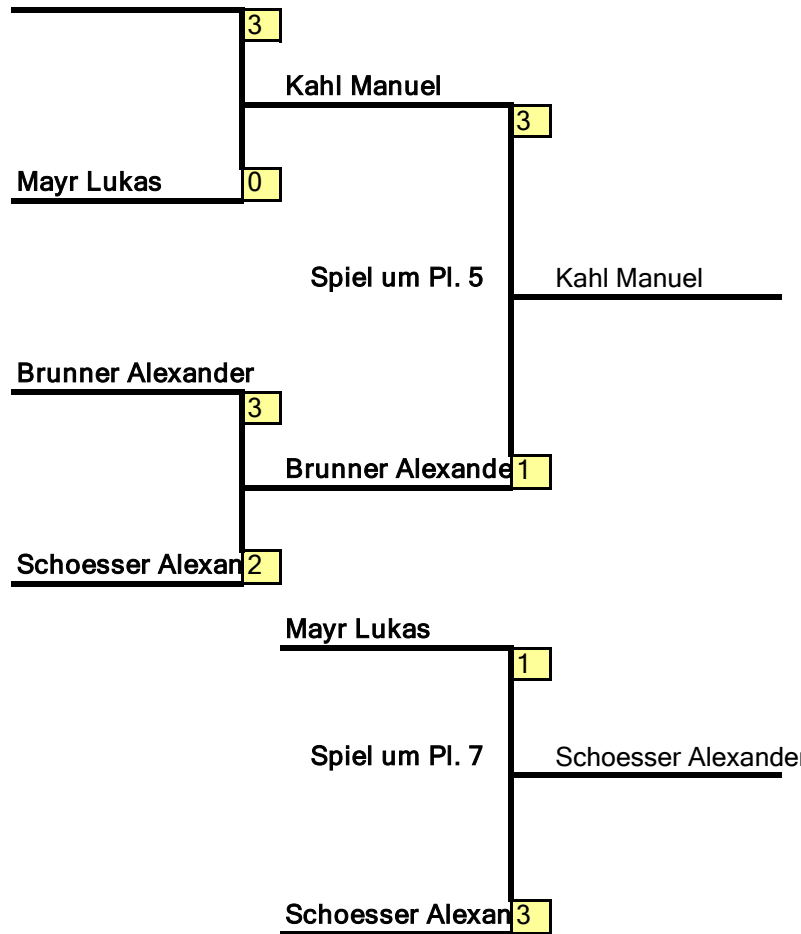 3
Kahl Manuel
3
Mayr Lukas 0
Spiel um Pl. 5 Kahl Manuel
Brunner Alexander
3
Brunner Alexande 1
Schoesser Alexan 2
Mayr Lukas
1
Spiel um Pl. 7 Schoesser Alexander
Schoesser Alexan 3